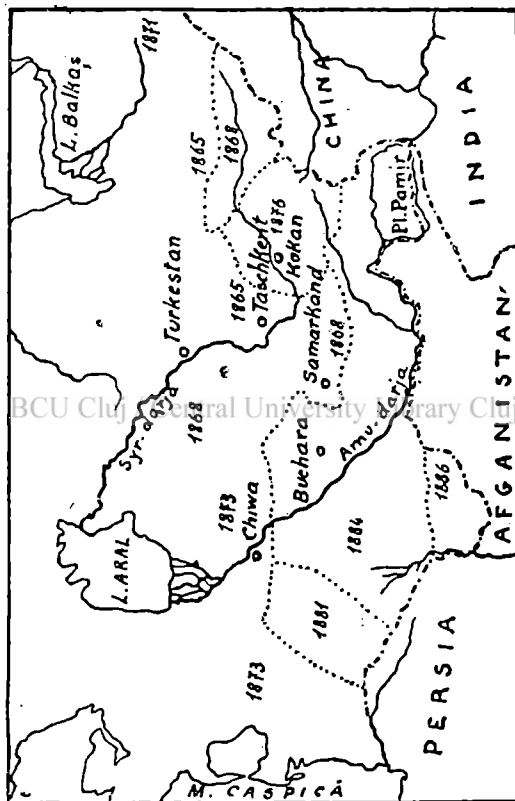 L. Balkaş
1871
1865
1868
CHINA
INDIA
Pl. Pamir
Turkestan
1865
Taschkent
1876
Kokan
Samarkand
1868
Syr. darja
1868
BCU Cluj / Central University Library Cluj
Buchara
Amu. darja
AFGANISTAN
1886
1884
1873
Chiwa
L. ARAL
1881
1873
PERSIA
M. CASPICĂ